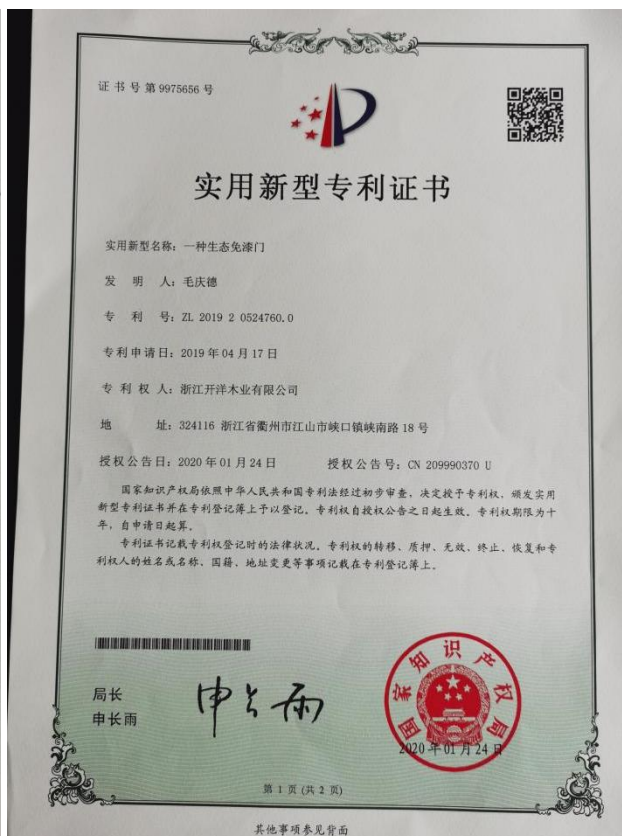 证书号第9975656号
实用新型专利证书
实用新型名称：一种生态免漆门
发明人：毛庆德
专利号：ZL 2019 2 0524760.0
专利申请日：2019年04月17日
专利权人：浙江开洋木业有限公司
地址：324116 浙江省衢州市江山市峡口镇峡南路18号
授权公告日：2020年01月24日 授权公告号：CN 209990370 U
国家知识产权局依照中华人民共和国专利法经过初步审查，决定授予专利权，颁发实用
新型专利证书并在专利登记簿上予以登记。专利权自授权公告之日起生效。专利权期限为十
年，自申请日起算。
专利证书记载专利权登记时的法律状况。专利权的转移、质押、无效、终止、恢复和专
利权人的姓名或名称、国籍、地址变更等事项记载在专利登记簿上。
局长
申长雨
申长雨
国家知识产权局
2020年01月24日
第1页(共2页)
其他事项参见背面